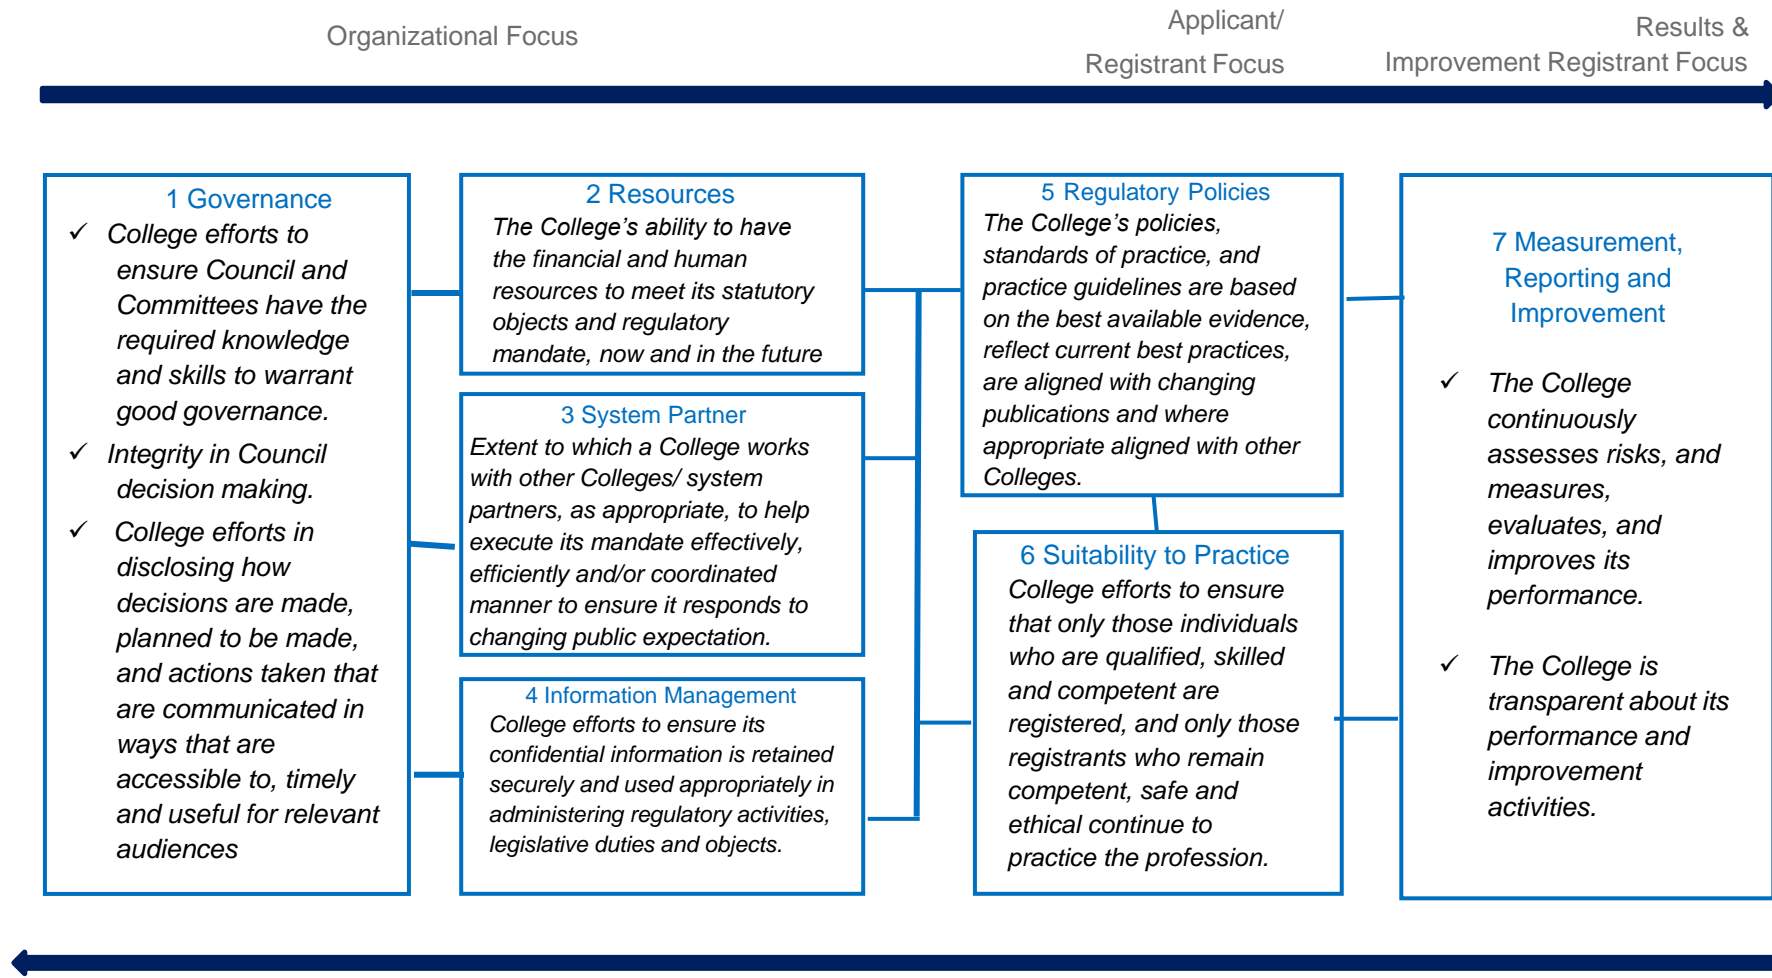 Organizational Focus
Applicant/
Registrant Focus
Results &
Improvement Registrant Focus
1 Governance
✓ College efforts to
ensure Council and
Committees have the
required knowledge
and skills to warrant
good governance.
✓ Integrity in Council
decision making.
✓ College efforts in
disclosing how
decisions are made,
planned to be made,
and actions taken that
are communicated in
ways that are
accessible to, timely
and useful for relevant
audiences
2 Resources
The College’s ability to have
the financial and human
resources to meet its statutory
objects and regulatory
mandate, now and in the future
3 System Partner
Extent to which a College works
with other Colleges/ system
partners, as appropriate, to help
execute its mandate effectively,
efficiently and/or coordinated
manner to ensure it responds to
changing public expectation.
4 Information Management
College efforts to ensure its
confidential information is retained
securely and used appropriately in
administering regulatory activities,
legislative duties and objects.
5 Regulatory Policies
The College’s policies,
standards of practice, and
practice guidelines are based
on the best available evidence,
reflect current best practices,
are aligned with changing
publications and where
appropriate aligned with other
Colleges.
6 Suitability to Practice
College efforts to ensure
that only those individuals
who are qualified, skilled
and competent are
registered, and only those
registrants who remain
competent, safe and
ethical continue to
practice the profession.
7 Measurement,
Reporting and
Improvement
✓ The College
continuously
assesses risks, and
measures,
evaluates, and
improves its
performance.
✓ The College is
transparent about its
performance and
improvement
activities.